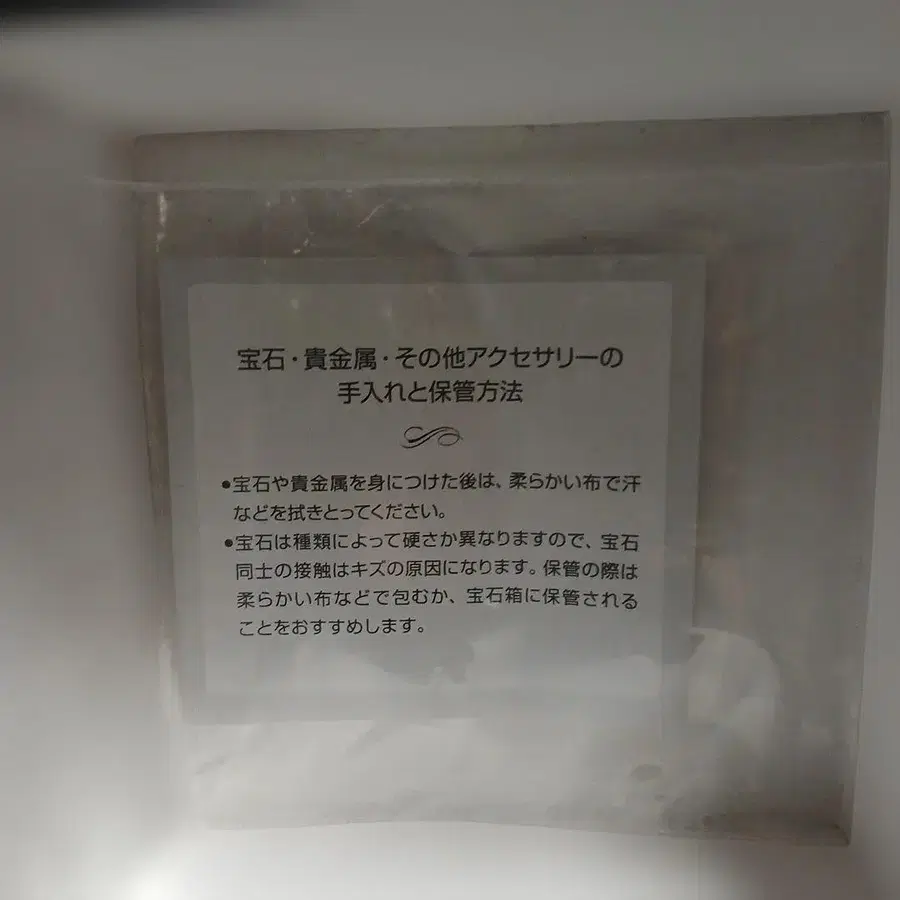 宝石・貴金属・その他アクセサリーの
手入れと保管方法
●宝石や貴金属を身につけた後は、柔らかい布で汗
などを拭きとってください。
●宝石は種類によって硬さが異なりますので、宝石
同士の接触はキズの原因になります。保管の際は
柔らかい布などで包むか、宝石箱に保管される
ことをおすすめします。